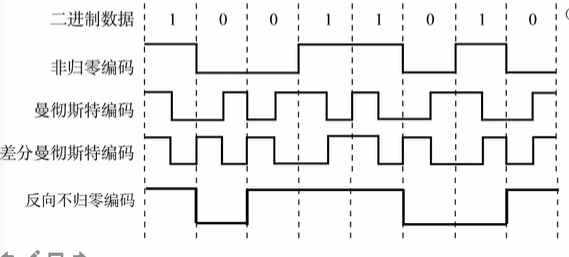 二进制数据 1 0 0 1 1 0 1 0
非归零编码
曼彻斯特编码
差分曼彻斯特编码
反向不归零编码